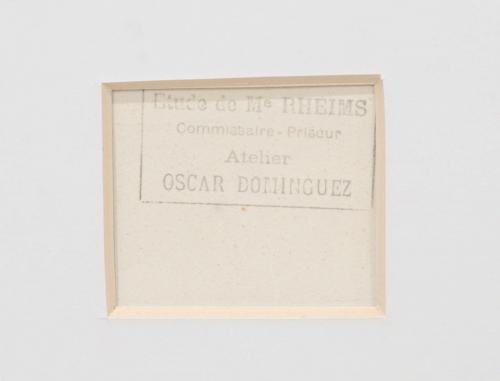 Etude de Me RHEIMS
Commissaire-Priseur
Atelier
OSCAR DOMINGUEZ